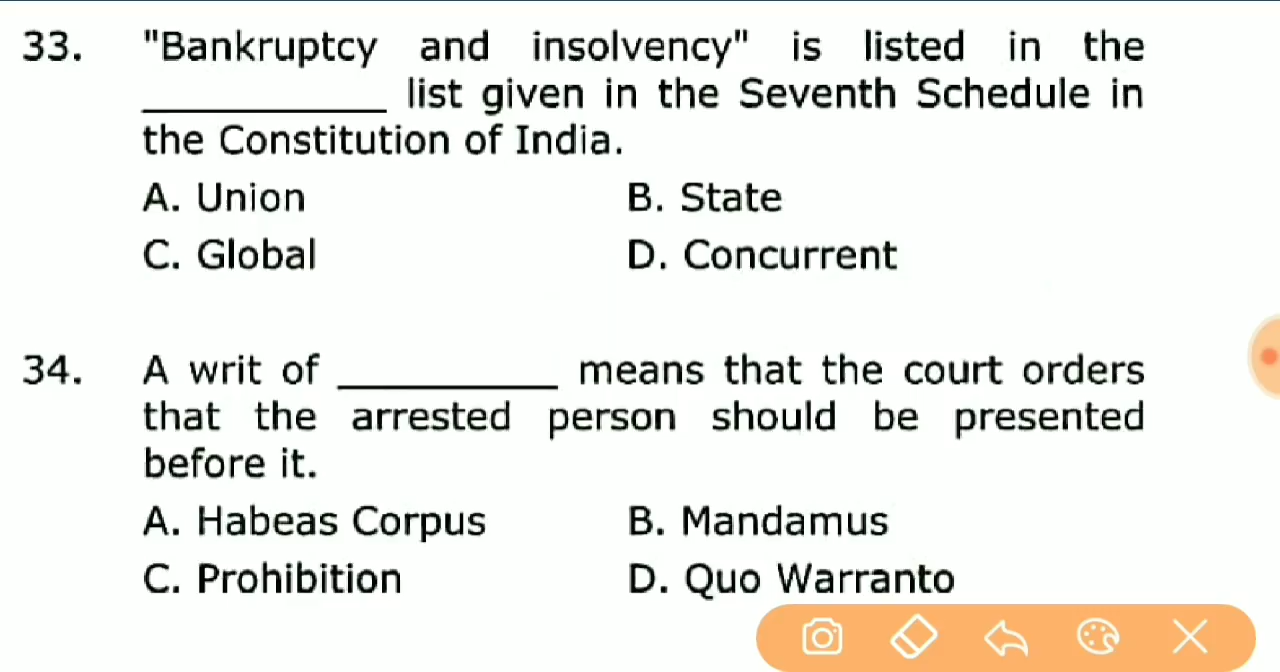 33. "Bankruptcy and insolvency" is listed in the
____________ list given in the Seventh Schedule in
the Constitution of India.
A. Union B. State
C. Global D. Concurrent
34. A writ of ___________ means that the court orders
that the arrested person should be presented
before it.
A. Habeas Corpus B. Mandamus
C. Prohibition D. Quo Warranto